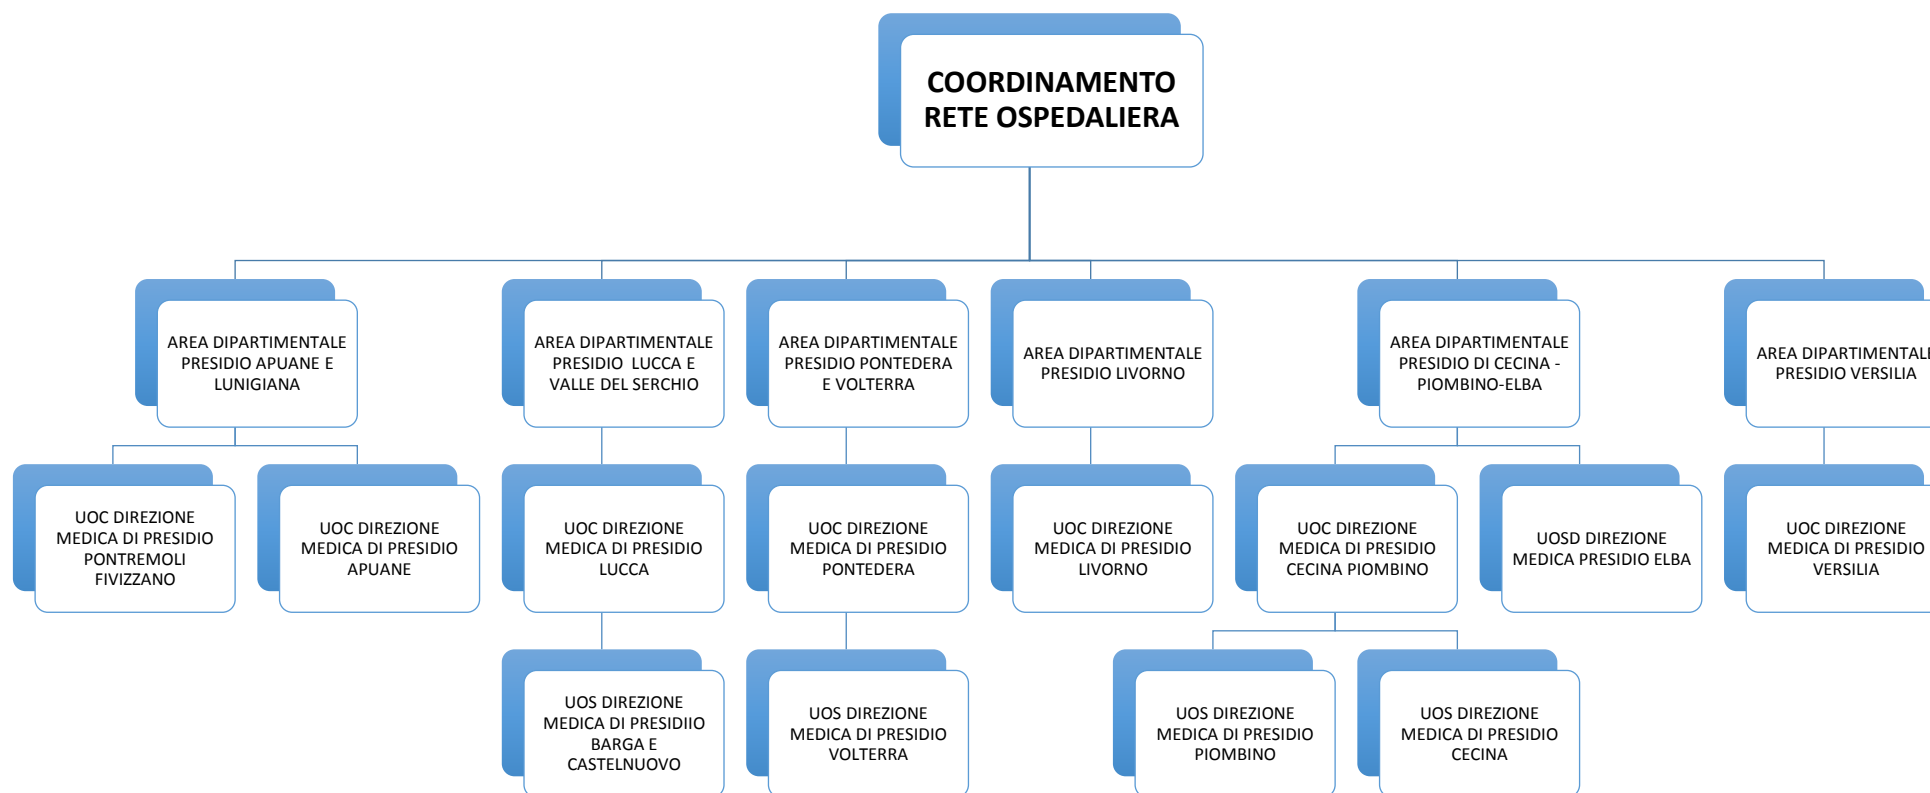 COORDINAMENTO
RETE OSPEDALIERA
AREA DIPARTIMENTALE
PRESIDIO APUANE E
LUNIGIANA
AREA DIPARTIMENTALE
PRESIDIO LUCCA E
VALLE DEL SERCHIO
AREA DIPARTIMENTALE
PRESIDIO PONTEDERA
E VOLTERRA
AREA DIPARTIMENTALE
PRESIDIO LIVORNO
AREA DIPARTIMENTALE
PRESIDIO DI CECINA -
PIOMBINO-ELBA
AREA DIPARTIMENTALE
PRESIDIO VERSILIA
UOC DIREZIONE
MEDICA DI PRESIDIO
PONTREMOLI
FIVIZZANO
UOC DIREZIONE
MEDICA DI PRESIDIO
APUANE
UOC DIREZIONE
MEDICA DI PRESIDIO
LUCCA
UOC DIREZIONE
MEDICA DI PRESIDIO
PONTEDERA
UOC DIREZIONE
MEDICA DI PRESIDIO
LIVORNO
UOC DIREZIONE
MEDICA DI PRESIDIO
CECINA PIOMBINO
UOSD DIREZIONE
MEDICA PRESIDIO ELBA
UOC DIREZIONE
MEDICA DI PRESIDIO
VERSILIA
UOS DIREZIONE
MEDICA DI PRESIDIIO
BARGA E
CASTELNUOVO
UOS DIREZIONE
MEDICA DI PRESIDIO
VOLTERRA
UOS DIREZIONE
MEDICA DI PRESIDIO
PIOMBINO
UOS DIREZIONE
MEDICA DI PRESIDIO
CECINA